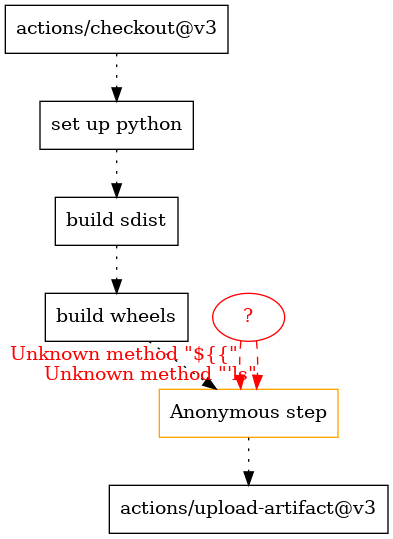 actions/checkout@v3
set up python
build sdist
build wheels
?
Unknown method "${{"
Unknown method "'ls"
Anonymous step
actions/upload-artifact@v3